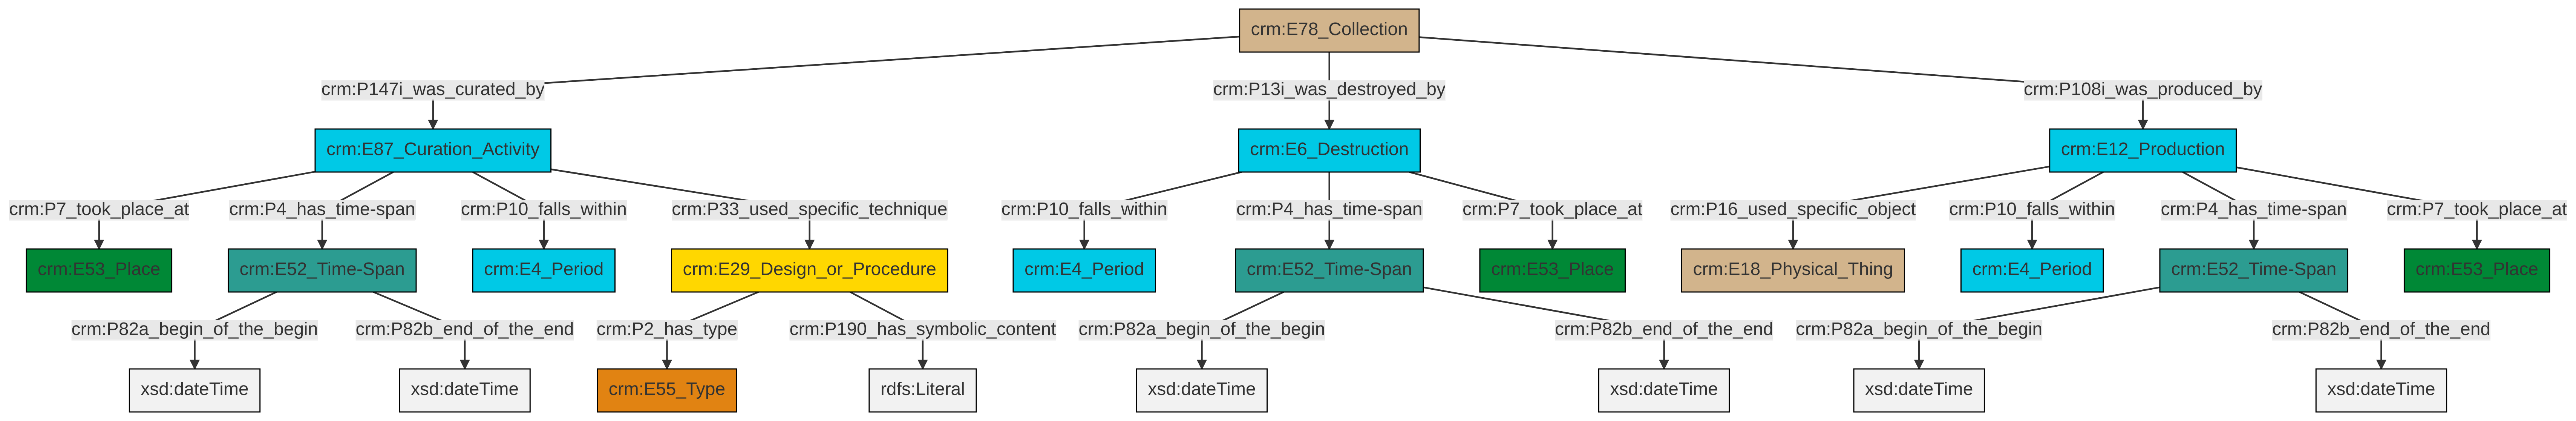 crm:E78_Collection
crm:P147i_was_curated_by
crm:P13i_was_destroyed_by
crm:P108i_was_produced_by
crm:E87_Curation_Activity
crm:E6_Destruction
crm:E12_Production
crm:P7_took_place_at
crm:P4_has_time-span
crm:P10_falls_within
crm:P33_used_specific_technique
crm:P10_falls_within
crm:P4_has_time-span
crm:P7_took_place_at
crm:P16_used_specific_object
crm:P10_falls_within
crm:P4_has_time-span
crm:P7_took_place_at
crm:E53_Place
crm:E52_Time-Span
crm:E4_Period
crm:E29_Design_or_Procedure
crm:E4_Period
crm:E52_Time-Span
crm:E53_Place
crm:E18_Physical_Thing
crm:E4_Period
crm:E52_Time-Span
crm:E53_Place
crm:P82a_begin_of_the_begin
crm:P82b_end_of_the_end
crm:P2_has_type
crm:P190_has_symbolic_content
crm:P82a_begin_of_the_begin
crm:P82b_end_of_the_end
crm:P82a_begin_of_the_begin
crm:P82b_end_of_the_end
xsd:dateTime
xsd:dateTime
crm:E55_Type
rdfs:Literal
xsd:dateTime
xsd:dateTime
xsd:dateTime
xsd:dateTime